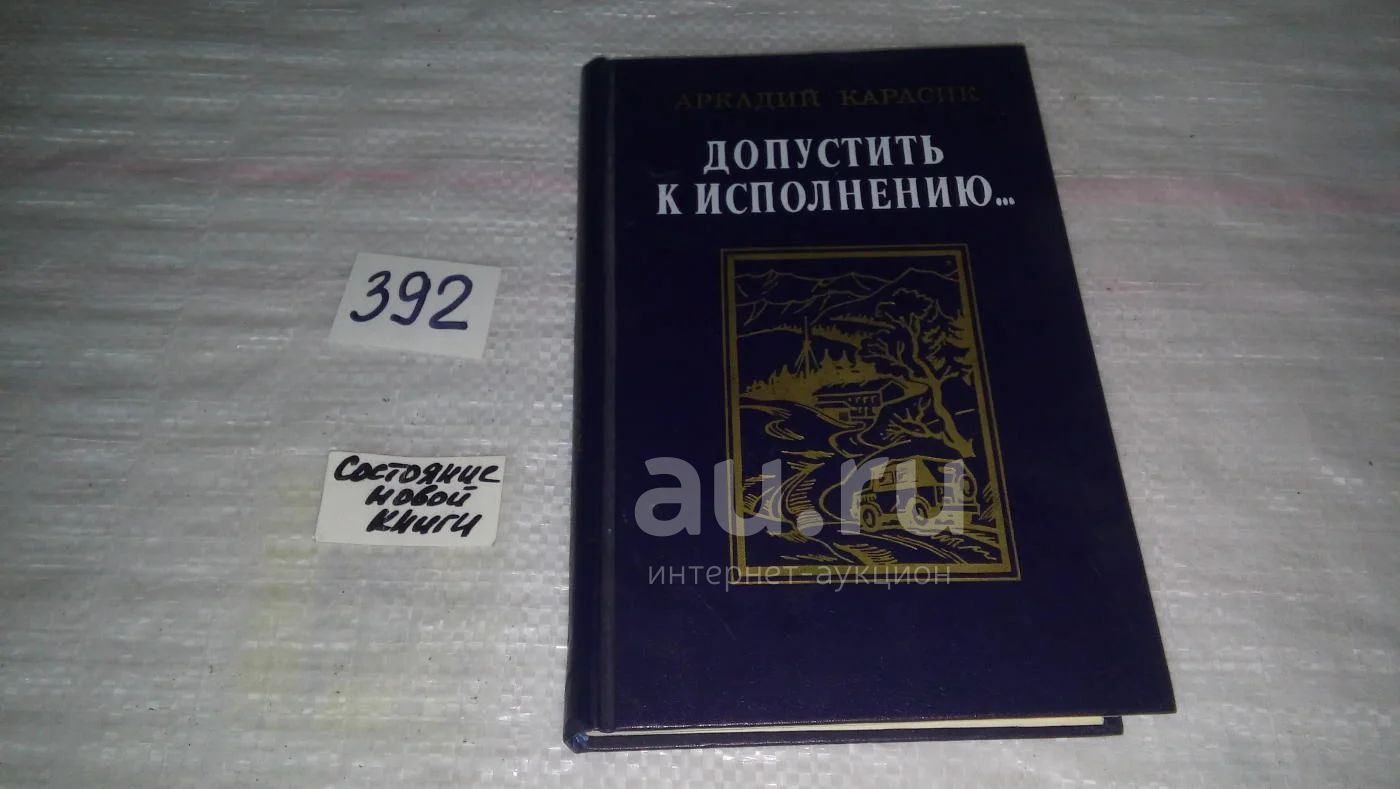 АРКАДИЙ КАРАСИК
ДОПУСТИТЬ
К ИСПОЛНЕНИЮ...
392
Состояние
новой
книги
au.ru
интернет-аукцион